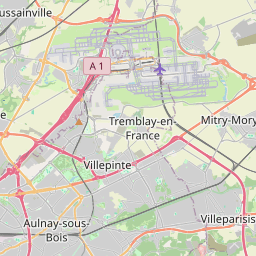 ussainville
A 1
Tremblay-en-
France
Mitry-Mory
Villepinte
Aulnay-sous-
Bois
Villeparisis